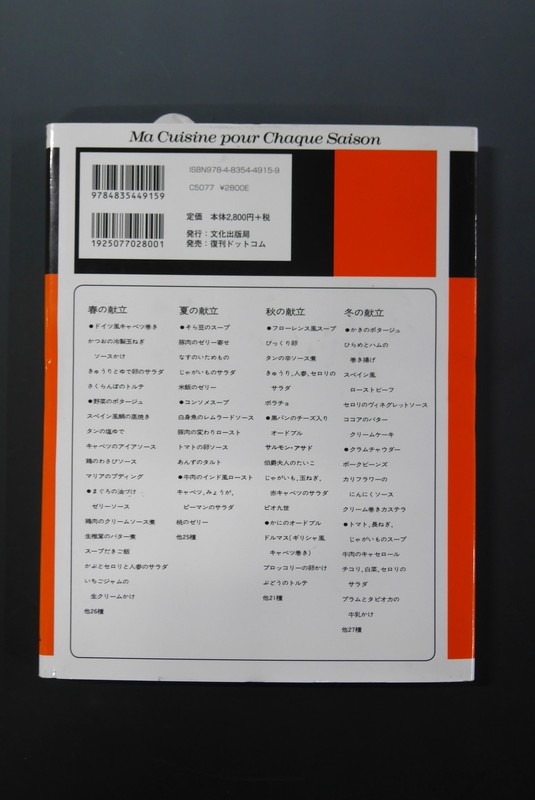 Ma Cuisine pour Chaque Saison
ISBN978-4-8354-4915-9
C5077 ¥2800E
9784835449159
1925077028001
定価 本体2,800円+税
発行:文化出版局
発売:復刊ドットコム
春の献立
●ドイツ風キャベツ巻き
かつおの冷製玉ねぎ
ソースかけ
きゅうりとゆで卵のサラダ
さくらんぼのトルテ
●野菜のポタージュ
スペイン風鯛の蒸焼き
タンの塩ゆで
キャベツのアイアソース
鶏のわさびソース
マリアのプディング
●まぐろの油づけ
ゼリーソース
鶏肉のクリームソース煮
生椎茸のバター煮
スープだきご飯
かぶとセロリと人参のサラダ
いちごジャムの
生クリームかけ
他26種
夏の献立
●そら豆のスープ
豚肉のゼリー寄せ
なすのいためもの
じゃがいものサラダ
米飯のゼリー
●コンソメスープ
白身魚のレムラードソース
豚肉の変わりロースト
トマトの卵ソース
あんずのタルト
●牛肉のインド風ロースト
キャベツ、みょうが、
ピーマンのサラダ
桃のゼリー
他25種
秋の献立
●フローレンス風スープ
びっくり卵
タンの辛ソース煮
きゅうり、人参、セロリの
サラダ
ポラチョ
●黒パンのチーズ入り
オードブル
サルモン・アサド
伯爵夫人のたいこ
じゃがいも、玉ねぎ、
赤キャベツのサラダ
ピオ九世
●かにのオードブル
ドルマス(ギリシャ風
キャベツ巻き)
ブロッコリーの卵かけ
ぶどうのトルテ
他21種
冬の献立
●かきのポタージュ
ひらめとハムの
巻き揚げ
スペイン風
ローストビーフ
セロリのヴィネグレットソース
ココアのバター
クリームケーキ
●クラムチャウダー
ポークビーンズ
カリフラワーの
にんにくソース
クリーム巻きカステラ
●トマト、長ねぎ、
じゃがいものスープ
牛肉のキャセロール
チコリ、白菜、セロリの
サラダ
プラムとタピオカの
牛乳かけ
他27種